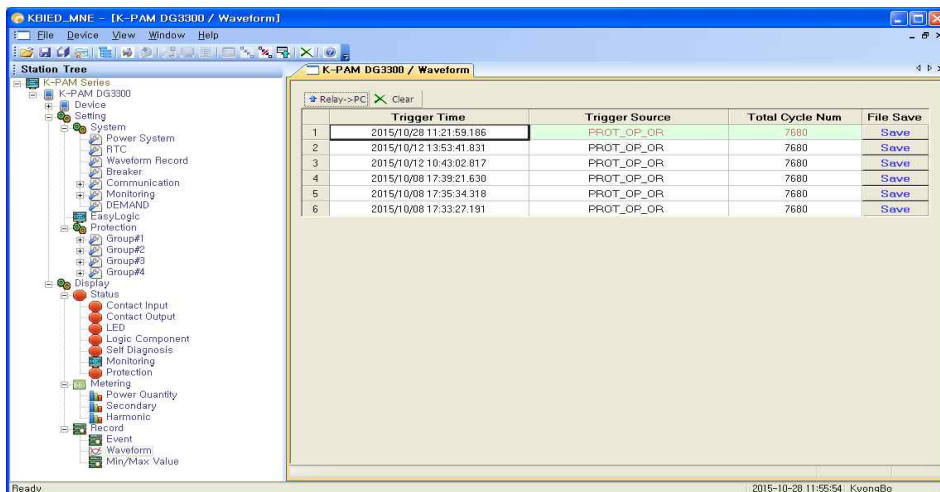 KBIED_MNE - [K-PAM DG3300 / Waveform]
File Device View Window Help
Station Tree
K-PAM Series
K-PAM DG3300
Device
Setting
System
Power System
RTC
Waveform Record
Breaker
Communication
Monitoring
DEMAND
EasyLogic
Protection
Group#1
Group#2
Group#3
Group#4
Display
Status
Contact Input
Contact Output
LED
Logic Component
Self Diagnosis
Monitoring
Protection
Metering
Power Quantity
Secondary
Harmonic
Record
Event
Waveform
Min/Max Value
K-PAM DG3300 / Waveform
Relay->PC Clear
Trigger Time Trigger Source Total Cycle Num File Save
1 2015/10/28 11:21:59.186 PROT_OP_OR 7680 Save
2 2015/10/12 13:53:41.831 PROT_OP_OR 7680 Save
3 2015/10/12 10:43:02.817 PROT_OP_OR 7680 Save
4 2015/10/08 17:39:21.630 PROT_OP_OR 7680 Save
5 2015/10/08 17:35:34.318 PROT_OP_OR 7680 Save
6 2015/10/08 17:33:27.191 PROT_OP_OR 7680 Save
Ready 2015-10-28 11:55:54 KyongBo